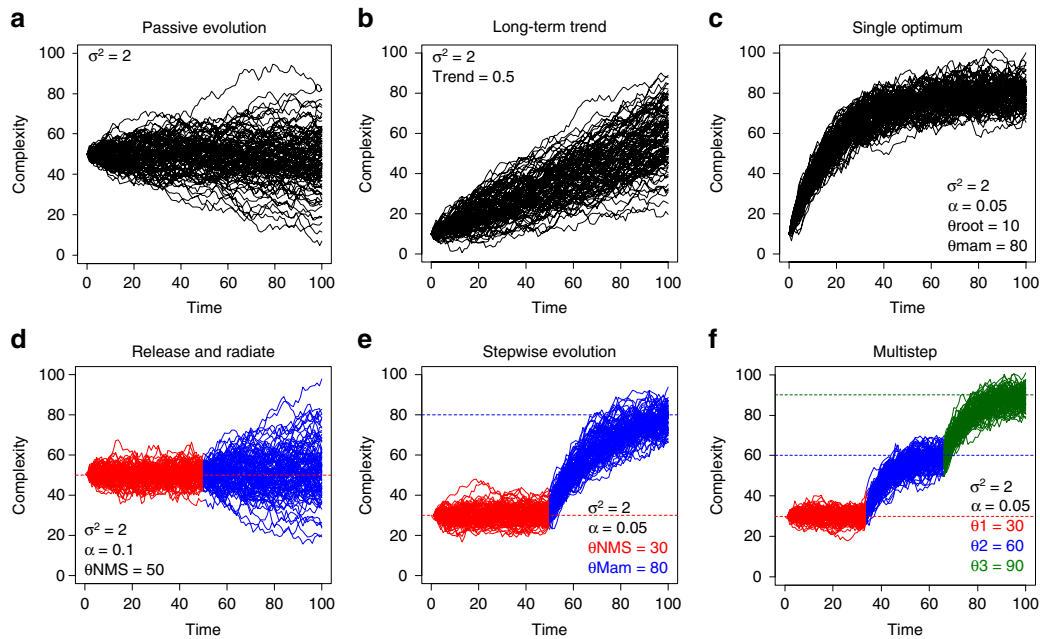 a
Passive evolution
σ² = 2
Complexity
100
80
60
40
20
0
0 20 40 60 80 100
Time
b
Long-term trend
σ² = 2
Trend = 0.5
Complexity
100
80
60
40
20
0
0 20 40 60 80 100
Time
c
Single optimum
σ² = 2
α = 0.05
θroot = 10
θmam = 80
Complexity
100
80
60
40
20
0
0 20 40 60 80 100
Time
d
Release and radiate
σ² = 2
α = 0.1
θNMS = 50
Complexity
100
80
60
40
20
0
0 20 40 60 80 100
Time
e
Stepwise evolution
σ² = 2
α = 0.05
θNMS = 30
θMam = 80
Complexity
100
80
60
40
20
0
0 20 40 60 80 100
Time
f
Multistep
σ² = 2
α = 0.05
θ1 = 30
θ2 = 60
θ3 = 90
Complexity
100
80
60
40
20
0
0 20 40 60 80 100
Time